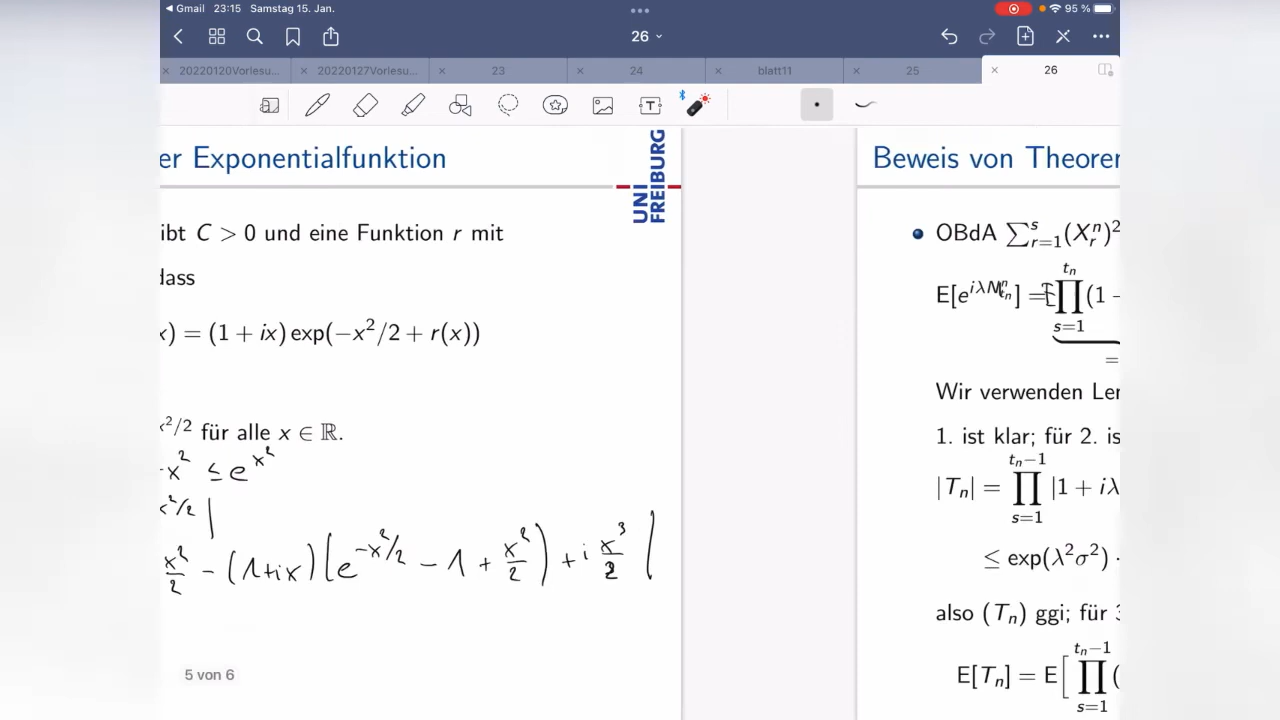 Gmail 23:15 Samstag 15. Jan. 95 %
26
20220120Vorlesu... 20220127Vorlesu... 23 24 blatt11 25 26
er Exponentialfunktion
UNI FREIBURG
ibt C > 0 und eine Funktion r mit
dass
x) = (1 + ix) exp(−x²/2 + r(x))
x²/2 für alle x ∈ ℝ.
-x² ≤ e^x²
x²/2 |
x²/2 - (1+ix)(e^{-x²/2} - 1 + x²/2) + i x³/2 |
5 von 6
Beweis von Theorem
• OBdA ∑_{r=1}^{s} (X_r^n)²
E[e^{iλN_{t_n}^n}] = E ∏_{s=1}^{t_n} (1 −
=
Wir verwenden Lem
1. ist klar; für 2. is
|T_n| = ∏_{s=1}^{t_n−1} |1 + iλ
≤ exp(λ²σ²) ·
also (T_n) ggi; für 3
E[T_n] = E[ ∏_{s=1}^{t_n−1} (